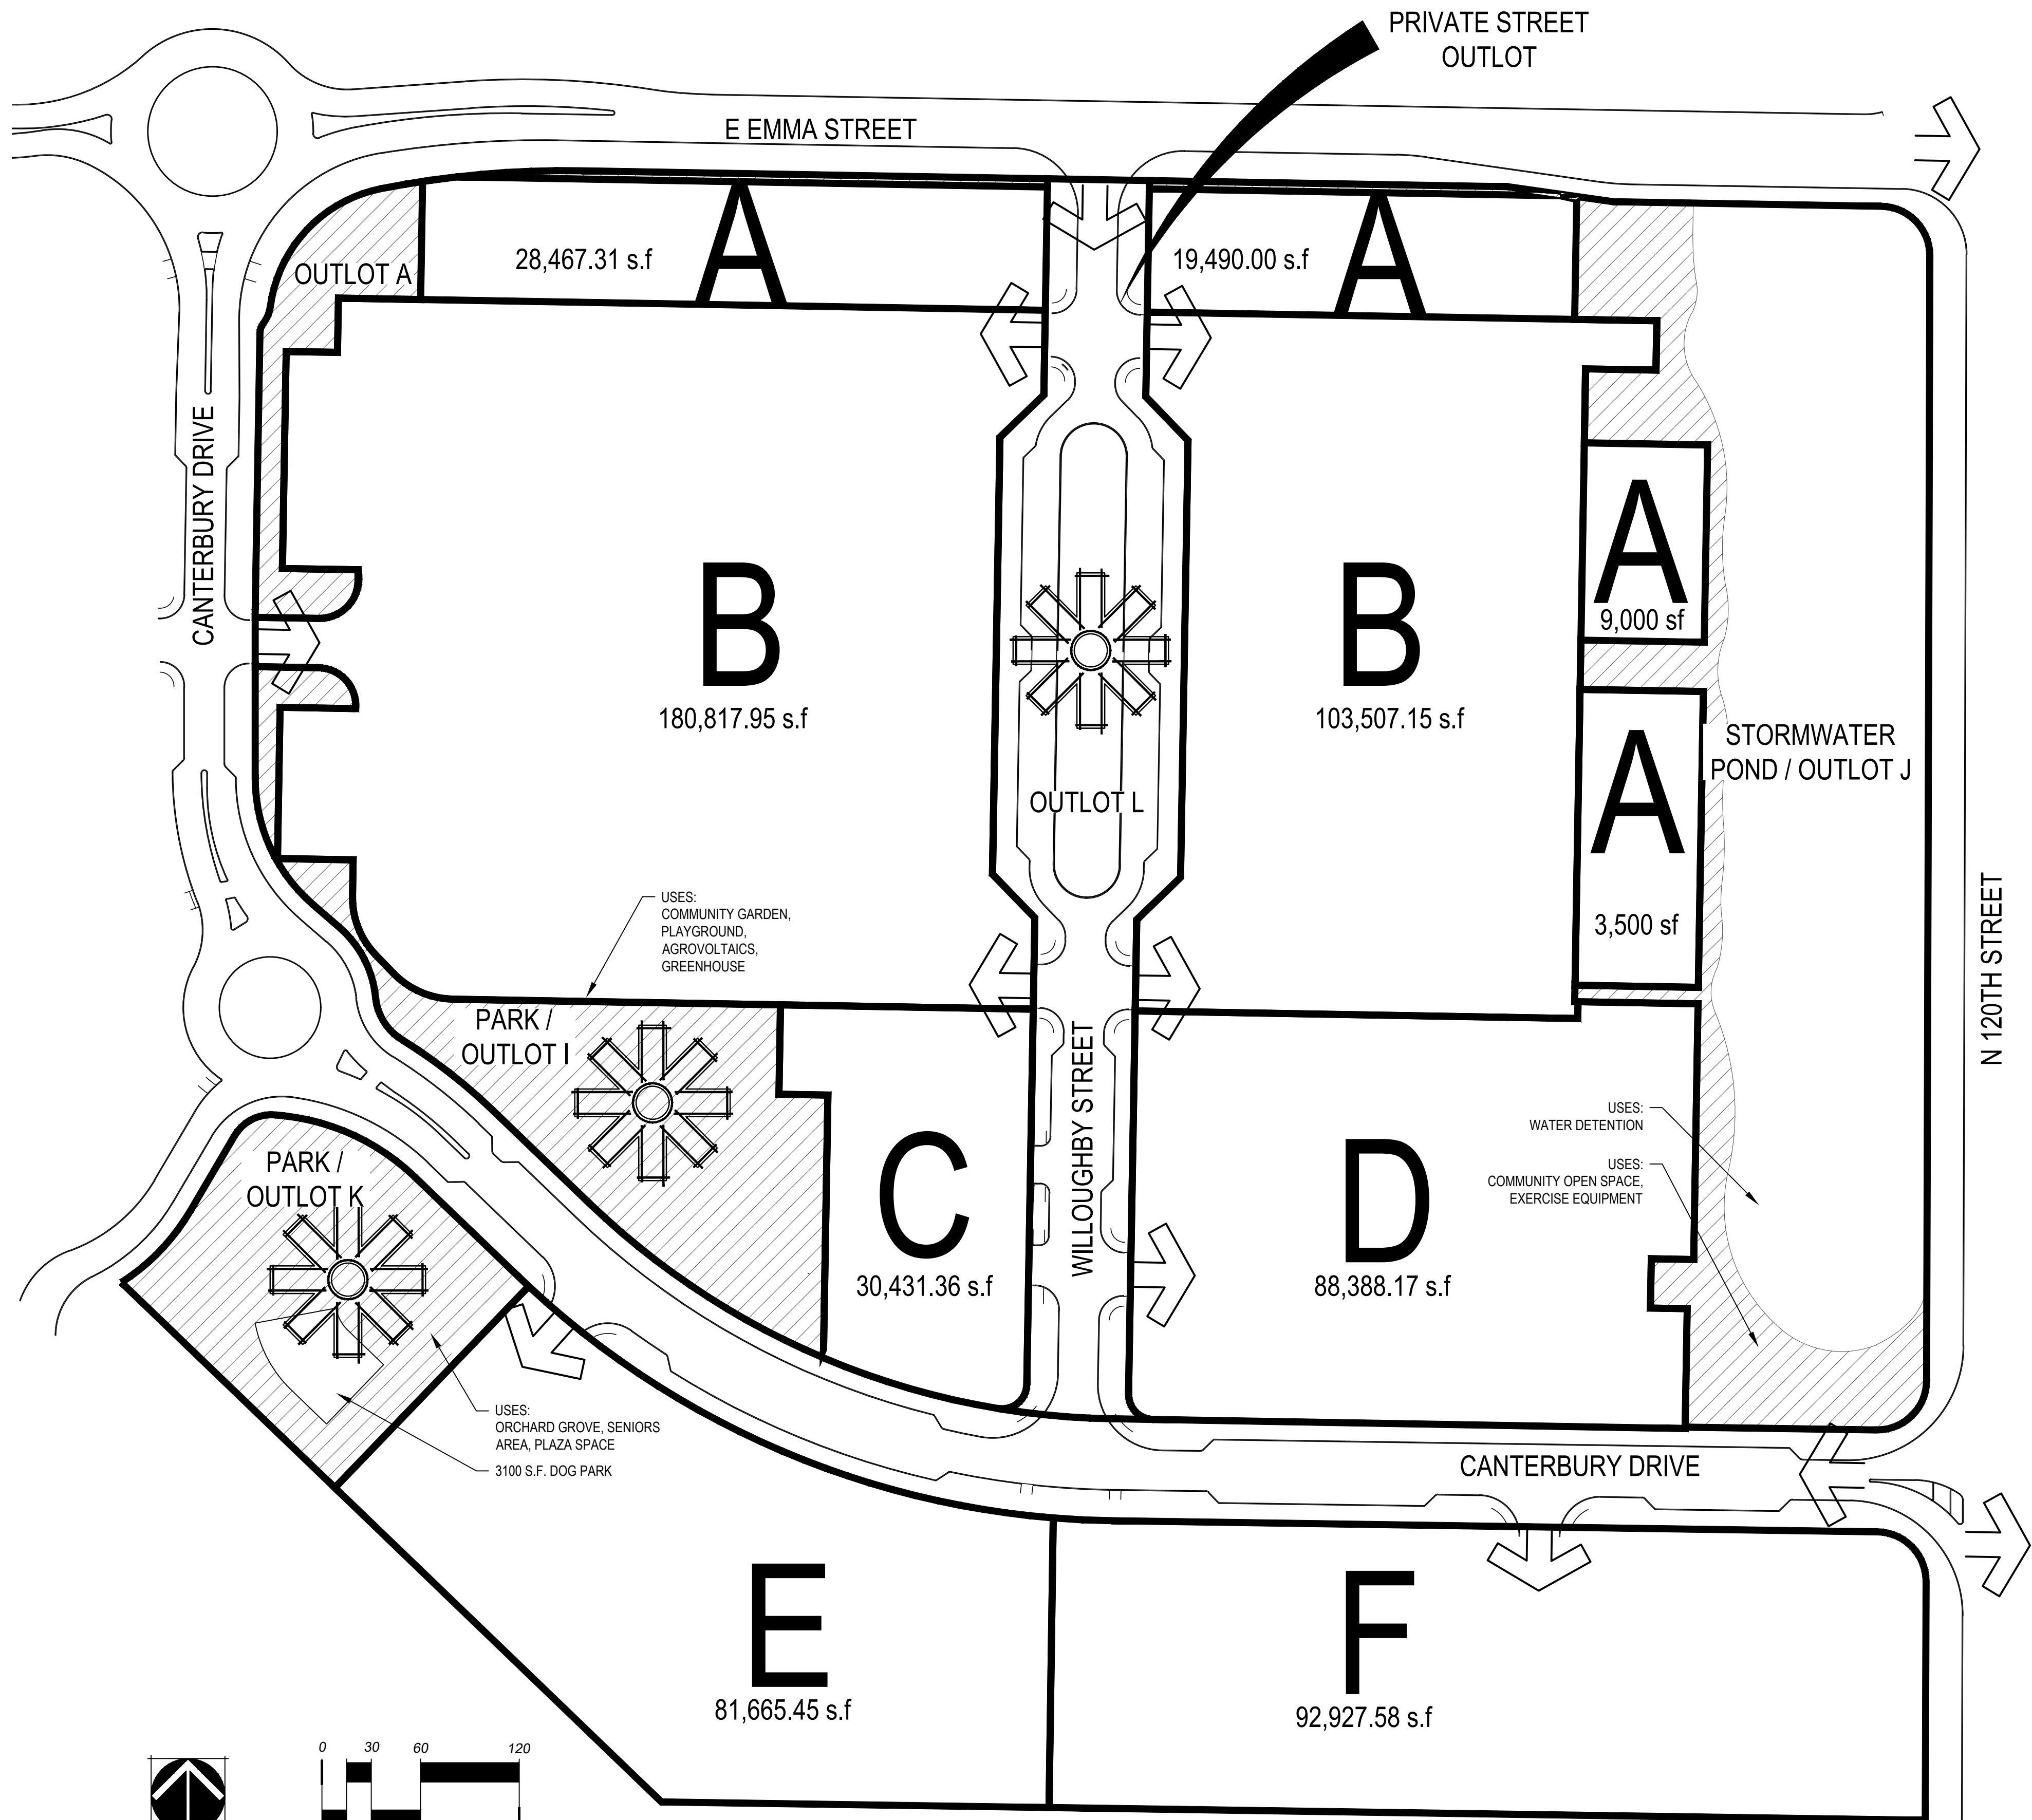 PRIVATE STREET
OUTLOT
E EMMA STREET
OUTLOT A
28,467.31 s.f
A
19,490.00 s.f
A
CANTERBURY DRIVE
B
180,817.95 s.f
B
103,507.15 s.f
A
9,000 sf
A
3,500 sf
STORMWATER
POND / OUTLOT J
OUTLOT L
N 120TH STREET
USES:
COMMUNITY GARDEN,
PLAYGROUND,
AGROVOLTAICS,
GREENHOUSE
PARK /
OUTLOT I
WILLOUGHBY STREET
C
30,431.36 s.f
D
88,388.17 s.f
USES:
WATER DETENTION
USES:
COMMUNITY OPEN SPACE,
EXERCISE EQUIPMENT
PARK /
OUTLOT K
USES:
ORCHARD GROVE, SENIORS
AREA, PLAZA SPACE
3100 S.F. DOG PARK
CANTERBURY DRIVE
E
81,665.45 s.f
F
92,927.58 s.f
0 30 60 120